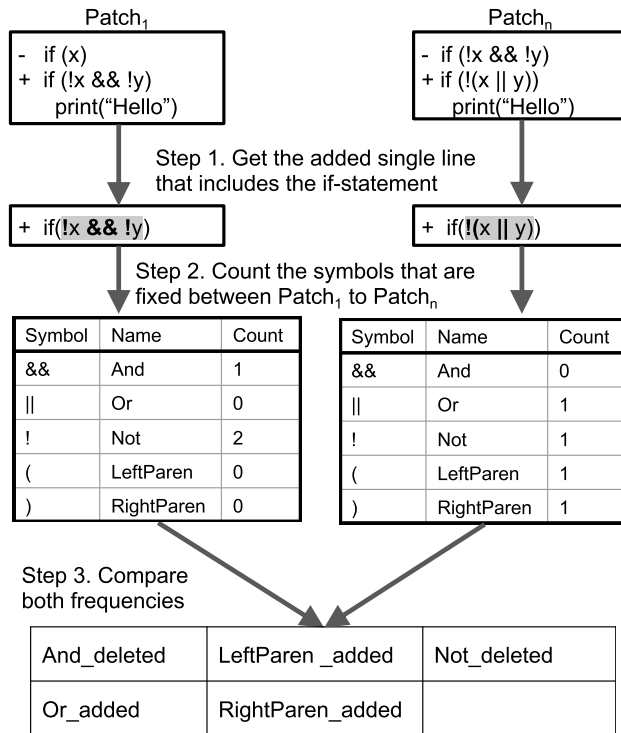 Patch1
Patchn
- if (x)
+ if (!x && !y)
print(“Hello”)
- if (!x && !y)
+ if (!(x || y))
print(“Hello”)
Step 1. Get the added single line
that includes the if-statement
+ if(!x && !y)
+ if(!(x || y))
Step 2. Count the symbols that are
fixed between Patch1 to Patchn
Symbol Name Count
&& And 1
|| Or 0
! Not 2
( LeftParen 0
) RightParen 0
Symbol Name Count
&& And 0
|| Or 1
! Not 1
( LeftParen 1
) RightParen 1
Step 3. Compare
both frequencies
And_deleted LeftParen _added Not_deleted
Or_added RightParen_added